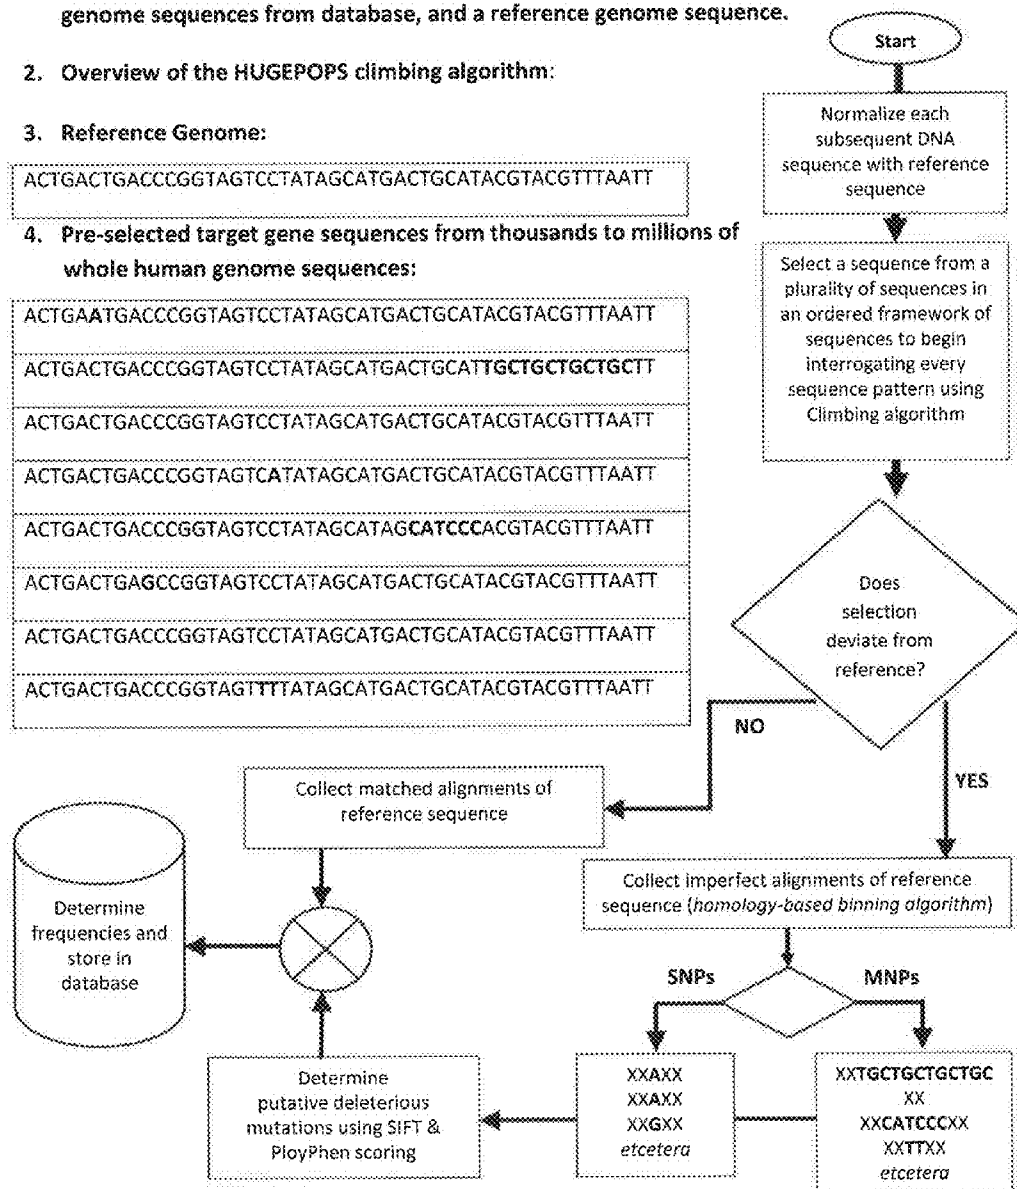 genome sequences from database, and a reference genome sequence.
2. Overview of the HUGEPOPS climbing algorithm:
3. Reference Genome:
ACTGACTGACCCGGTAGTCCTATAGCATGACTGCATACGTACGTTTAATT
4. Pre-selected target gene sequences from thousands to millions of
whole human genome sequences:
ACTGAATGACCCGGTAGTCCTATAGCATGACTGCATACGTACGTTTAATT
ACTGACTGACCCGGTAGTCCTATAGCATGACTGCATTGCTGCTGCTGCTT
ACTGACTGACCCGGTAGTCCTATAGCATGACTGCATACGTACGTTTAATT
ACTGACTGACCCGGTAGTCATATAGCATGACTGCATACGTACGTTTAATT
ACTGACTGACCCGGTAGTCCTATAGCATAGCATCCCACGTACGTTTAATT
ACTGACTGAGCCGGTAGTCCTATAGCATGACTGCATACGTACGTTTAATT
ACTGACTGACCCGGTAGTCCTATAGCATGACTGCATACGTACGTTTAATT
ACTGACTGACCCGGTAGTTTTATAGCATGACTGCATACGTACGTTTAATT
Start
Normalize each
subsequent DNA
sequence with reference
sequence
Select a sequence from a
plurality of sequences in
an ordered framework of
sequences to begin
interrogating every
sequence pattern using
Climbing algorithm
Does
selection
deviate from
reference?
NO
YES
Collect matched alignments of
reference sequence
Collect imperfect alignments of reference
sequence (homology-based binning algorithm)
Determine
frequencies and
store in
database
SNPs
MNPs
XXAXX
XXAXX
XXGXX
etcetera
XXTGCTGCTGCTGC
XX
XXCATCCCXX
XXTTXX
etcetera
Determine
putative deleterious
mutations using SIFT &
PloyPhen scoring